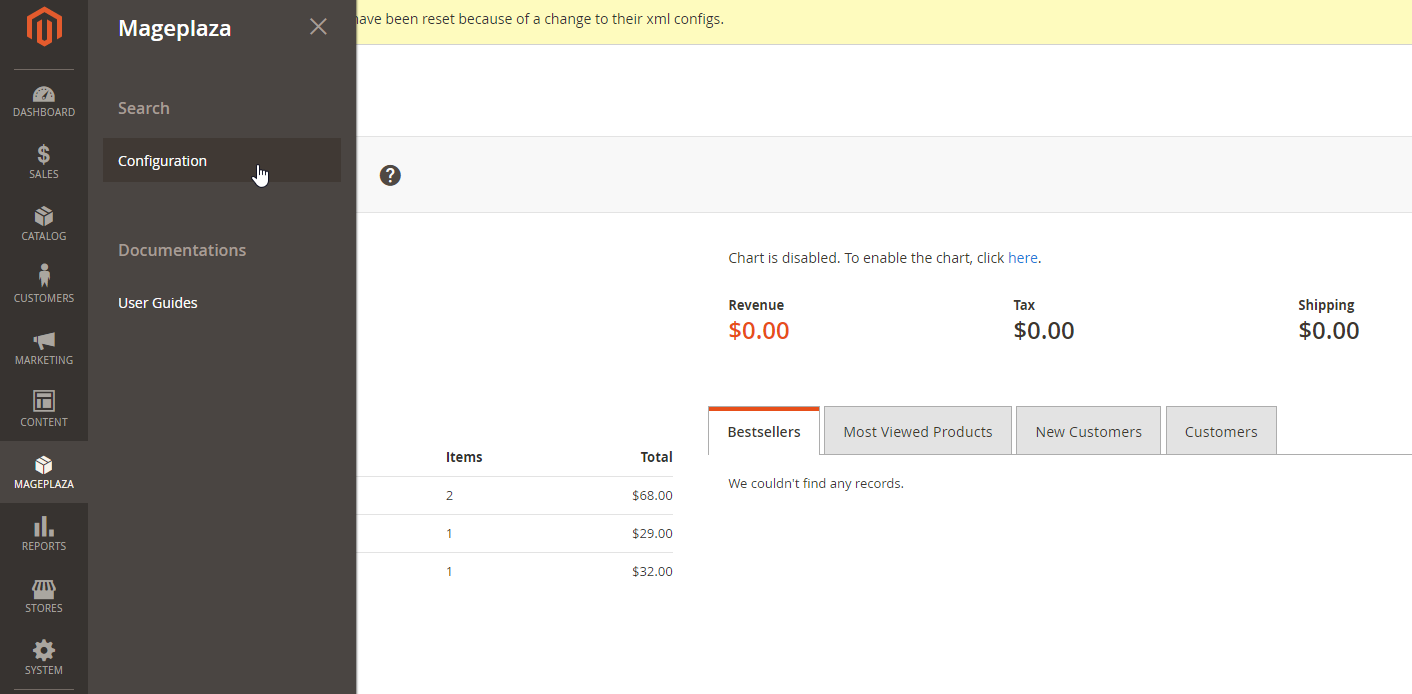 DASHBOARD
SALES
CATALOG
CUSTOMERS
MARKETING
CONTENT
MAGEPLAZA
REPORTS
STORES
SYSTEM
Mageplaza
Search
Configuration
Documentations
User Guides
have been reset because of a change to their xml configs.
?
Chart is disabled. To enable the chart, click here.
Revenue Tax Shipping
$0.00 $0.00 $0.00
Items Total
2 $68.00
1 $29.00
1 $32.00
Bestsellers Most Viewed Products New Customers Customers
We couldn't find any records.